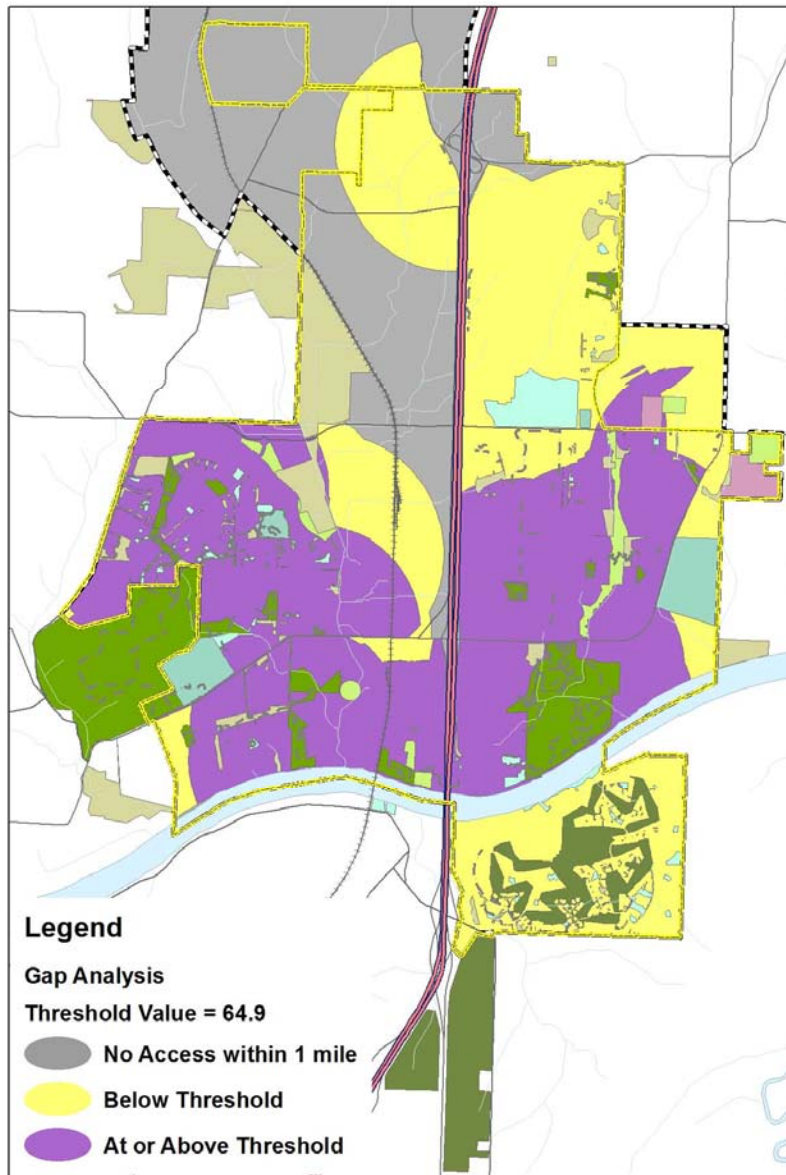 Legend
Gap Analysis
Threshold Value = 64.9
No Access within 1 mile
Below Threshold
At or Above Threshold